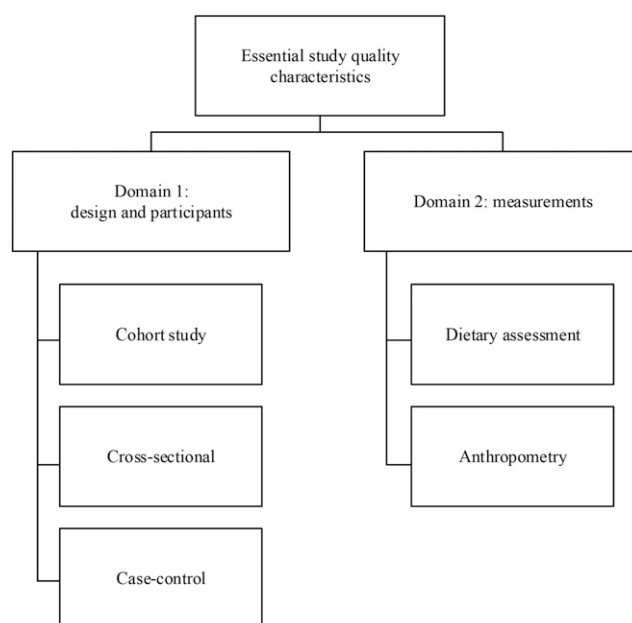 Essential study quality
characteristics
Domain 1:
design and participants
Domain 2: measurements
Cohort study
Dietary assessment
Cross-sectional
Anthropometry
Case-control